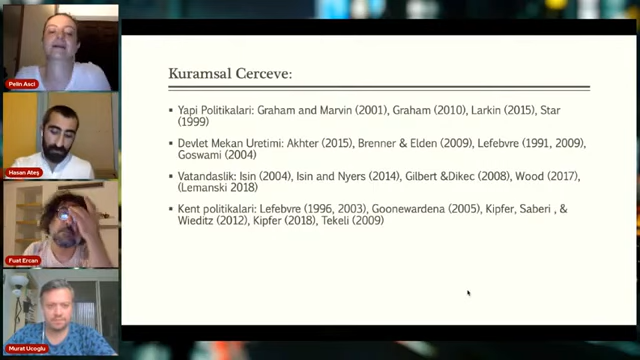 Pelin Asci
Hasan Ateş
Fuat Ercan
Murat Ucoglu
Kuramsal Cerceve:
Yapi Politikalari: Graham and Marvin (2001), Graham (2010), Larkin (2015), Star
(1999)
Devlet Mekan Uretimi: Akhter (2015), Brenner & Elden (2009), Lefebvre (1991, 2009),
Goswami (2004)
Vatandaslik: Isin (2004), Isin and Nyers (2014), Gilbert &Dikec (2008), Wood (2017),
(Lemanski 2018)
Kent politikalari: Lefebvre (1996, 2003), Goonewardena (2005), Kipfer, Saberi , &
Wieditz (2012), Kipfer (2018), Tekeli (2009)